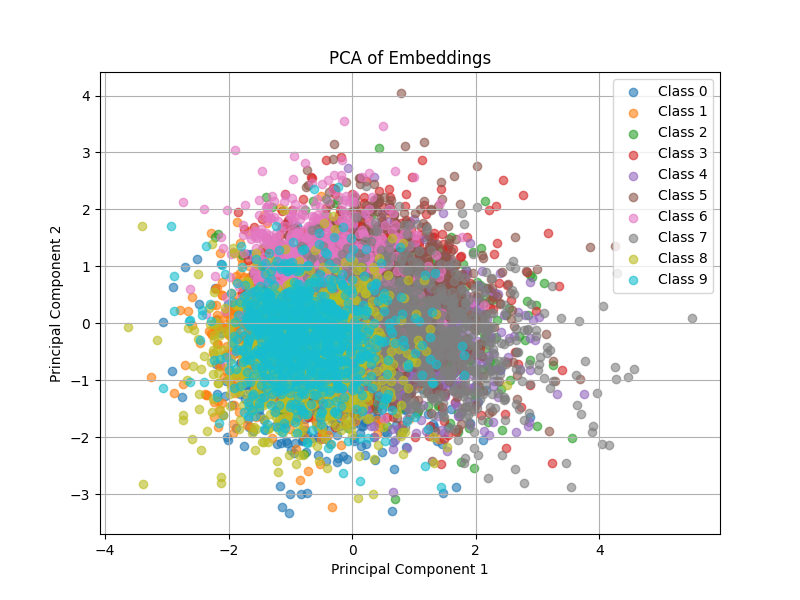 PCA of Embeddings
Class 0
Class 1
Class 2
Class 3
Class 4
Class 5
Class 6
Class 7
Class 8
Class 9
Principal Component 2
4
3
2
1
0
−1
−2
−3
−4
−2
0
2
4
Principal Component 1